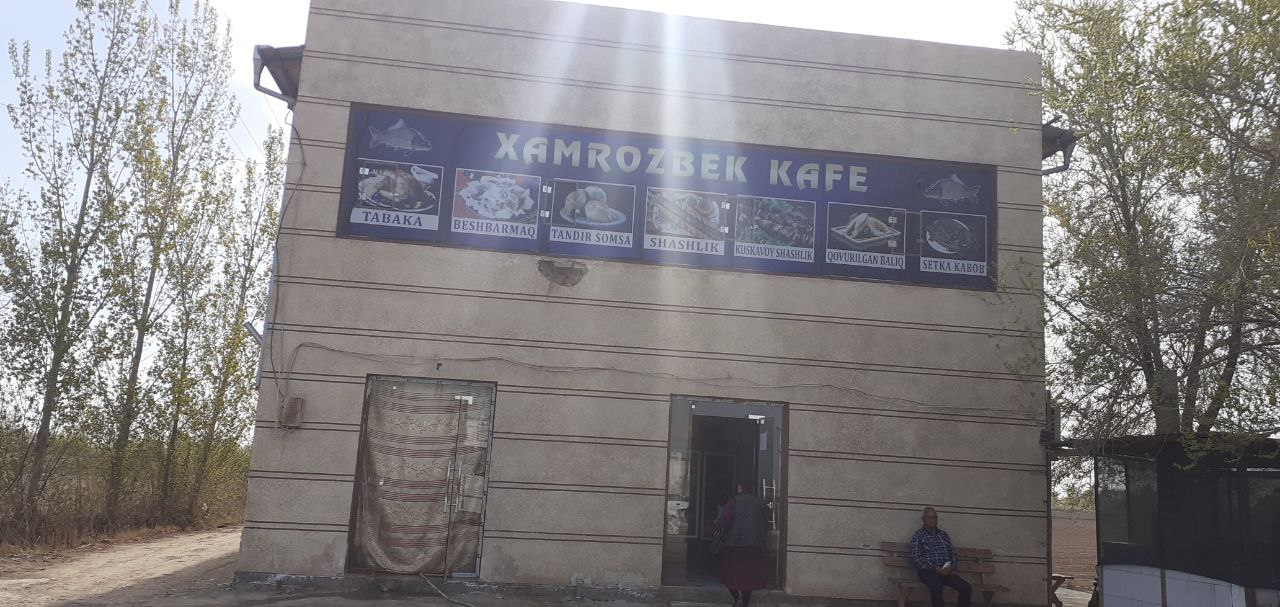 XAMROZBEK KAFE
TABAKA
BESHBARMAQ
TANDIR SOMSA
SHASHLIK
KUSKAVOY SHASHLIK
QOVURILGAN BALIQ
SETKA KABOB